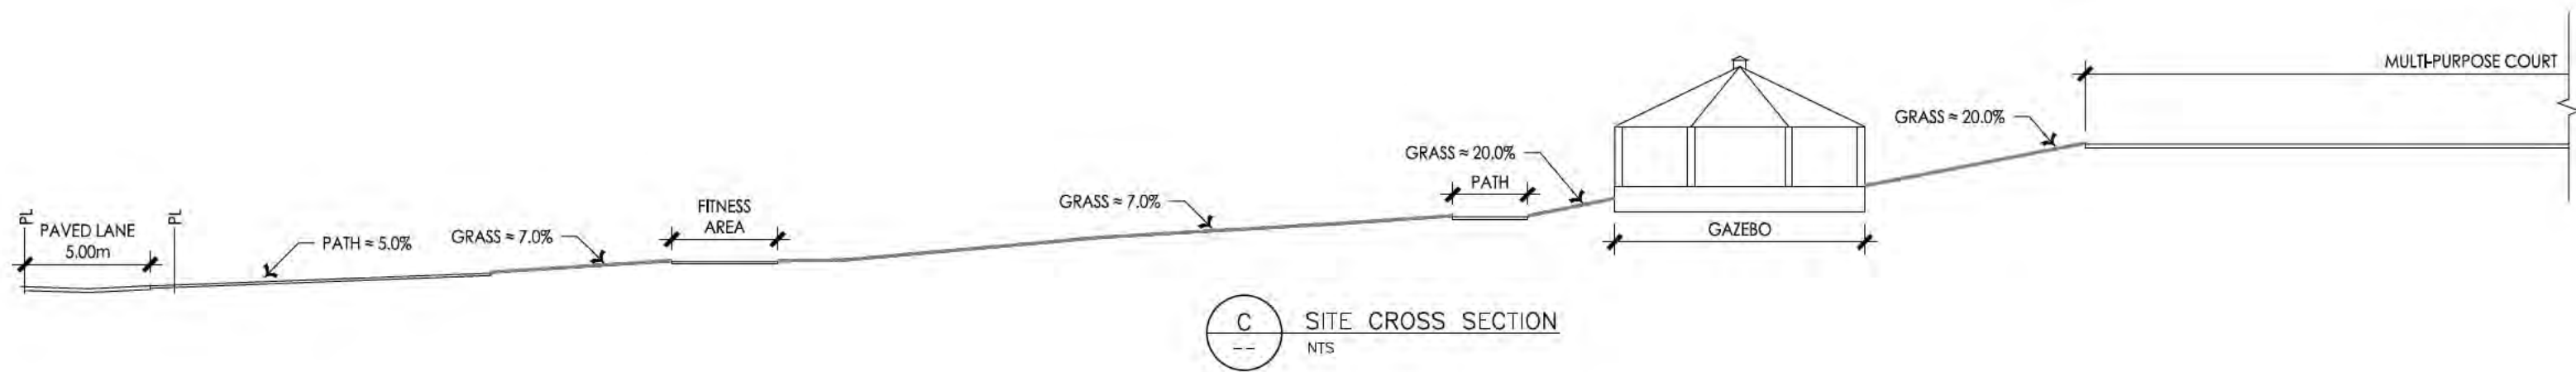 PL
PAVED LANE
5.00m
PL
PATH ≈ 5.0%
GRASS ≈ 7.0%
FITNESS
AREA
GRASS ≈ 7.0%
GRASS ≈ 20.0%
PATH
GAZEBO
GRASS ≈ 20.0%
MULTI-PURPOSE COURT
C
--
SITE CROSS SECTION
NTS